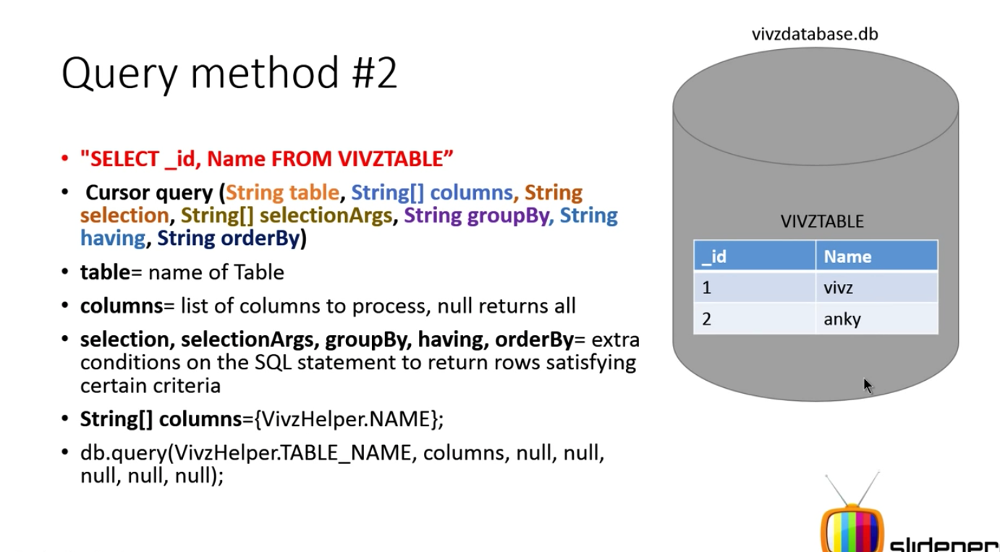 vivzdatabase.db
Query method #2
• "SELECT _id, Name FROM VIVZTABLE”
• Cursor query (String table, String[] columns, String
selection, String[] selectionArgs, String groupBy, String
having, String orderBy)
• table= name of Table
• columns= list of columns to process, null returns all
• selection, selectionArgs, groupBy, having, orderBy= extra
conditions on the SQL statement to return rows satisfying
certain criteria
• String[] columns={VivzHelper.NAME};
• db.query(VivzHelper.TABLE_NAME, columns, null, null,
null, null, null);
VIVZTABLE
_id Name
1 vivz
2 anky